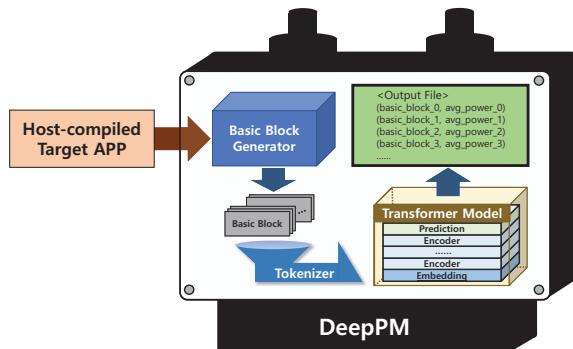 Host-compiled
Target APP
Basic Block
Generator
<Output File>
(basic_block_0, avg_power_0)
(basic_block_1, avg_power_1)
(basic_block_2, avg_power_2)
(basic_block_3, avg_power_3)
......
...
Basic Block
Tokenizer
Transformer Model
Prediction
Encoder
......
Encoder
Embedding
DeepPM